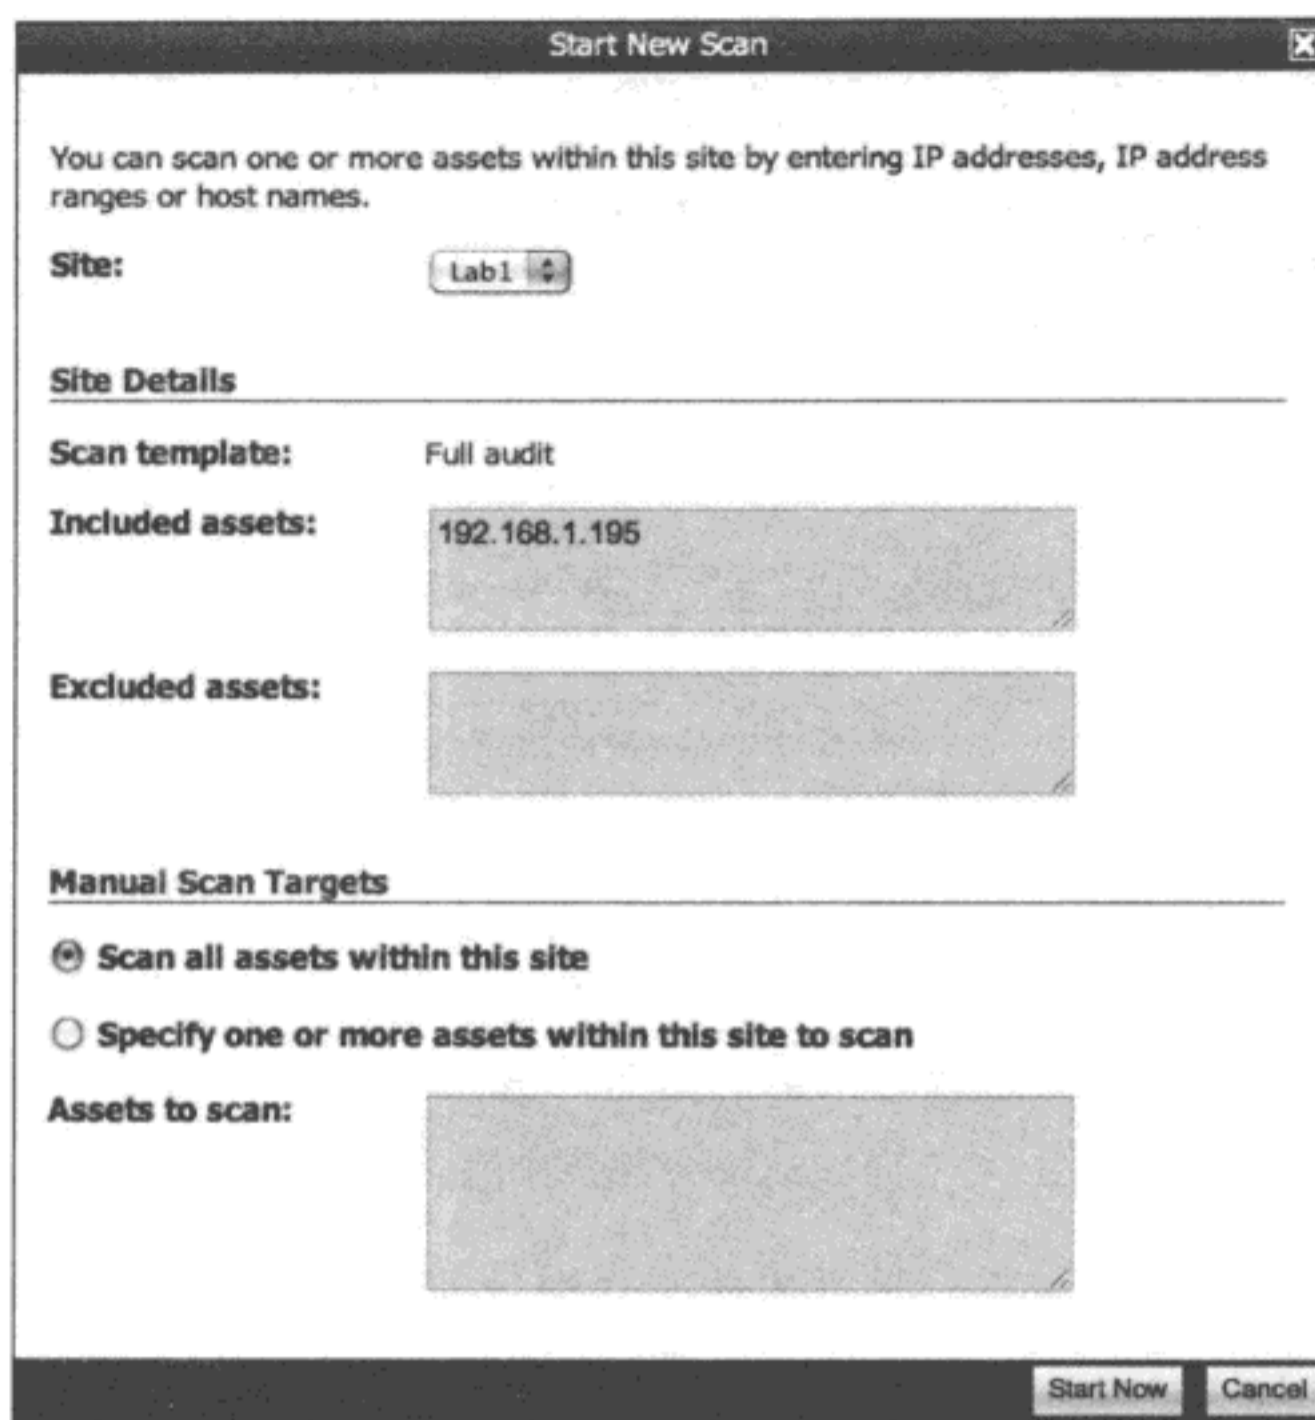 Start New Scan
You can scan one or more assets within this site by entering IP addresses, IP address
ranges or host names.
Site: Lab1
Site Details
Scan template: Full audit
Included assets: 192.168.1.195
Excluded assets:
Manual Scan Targets
Scan all assets within this site
Specify one or more assets within this site to scan
Assets to scan:
Start Now Cancel